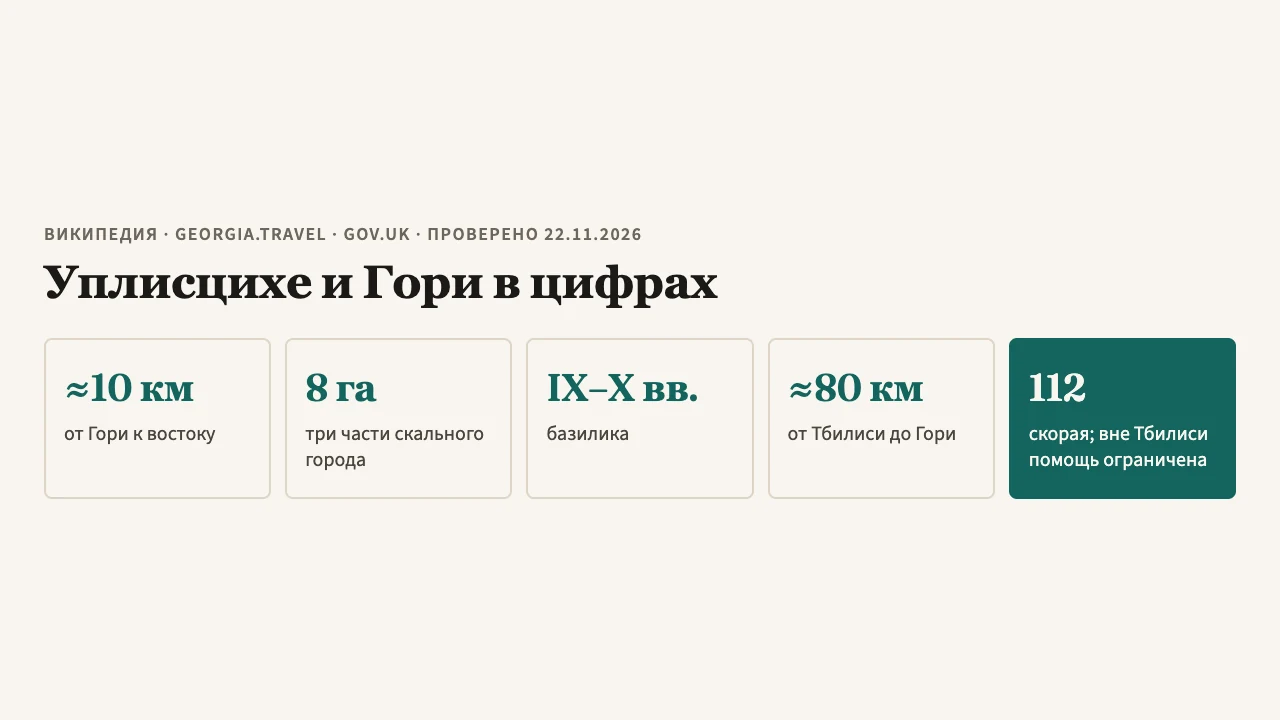 ВИКИПЕДИЯ · GEORGIA.TRAVEL · GOV.UK · ПРОВЕРЕНО 22.11.2026
Уплисцихе и Гори в цифрах
≈10 км
от Гори к востоку
8 га
три части скального
города
IX–X вв.
базилика
≈80 км
от Тбилиси до Гори
112
скорая; вне Тбилиси
помощь ограничена